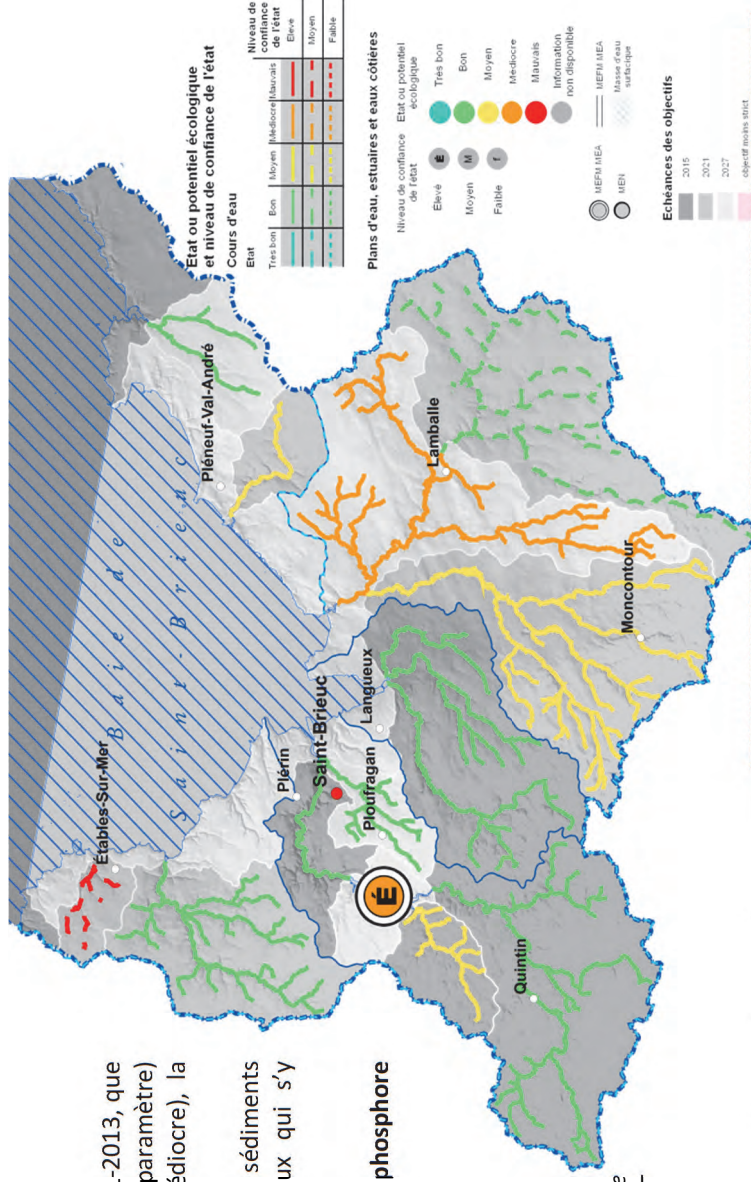 -2013, que
paramètre)
édiocre), la
sédiments
ux qui s'y
phosphore
Étables-Sur-Mer
Baie de
Saint-Brieuc
Pléneuf-Val-André
Plérin
Saint-Brieuc
Langueux
Ploufragan
Lamballe
Moncontour
Quintin
É
Etat ou potentiel écologique
et niveau de confiance de l'état
Cours d'eau
Etat
Niveau de
confiance
de l'état
Très bon
Bon
Moyen
Médiocre
Mauvais
Elevé
Moyen
Faible
Plans d'eau, estuaires et eaux côtières
Niveau de confiance
de l'état
Etat ou potentiel
écologique
Elevé
É
Très bon
Moyen
M
Bon
Faible
f
Moyen
Médiocre
Mauvais
Information
non disponible
MEFM MEA
MEFM MEA
MEN
Masse d'eau
surfacique
Echéances des objectifs
2015
2021
2027
objectif moins strict